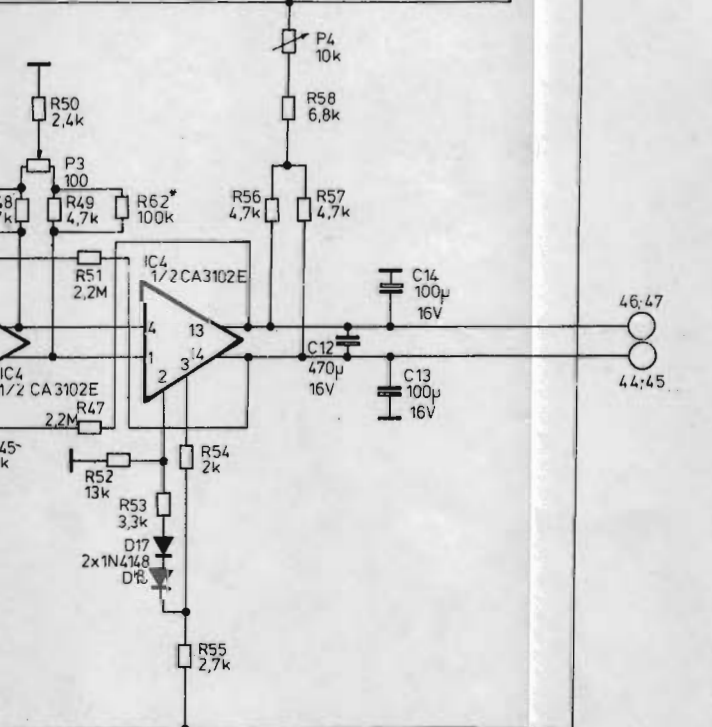 P4
10k
R50
2,4k
R58
6,8k
P3
100
R49
4,7k
R62*
100k
R56
4,7k
R57
4,7k
R51
2,2M
IC4
1/2 CA3102E
C14
100µ
16V
46;47
4
13
1
14
2
3
C12
470µ
16V
44;45
C13
100µ
16V
IC4
1/2 CA3102E
R47
2,2M
R54
2k
R52
13k
R53
3,3k
D17
2x1N4148
R55
2,7k